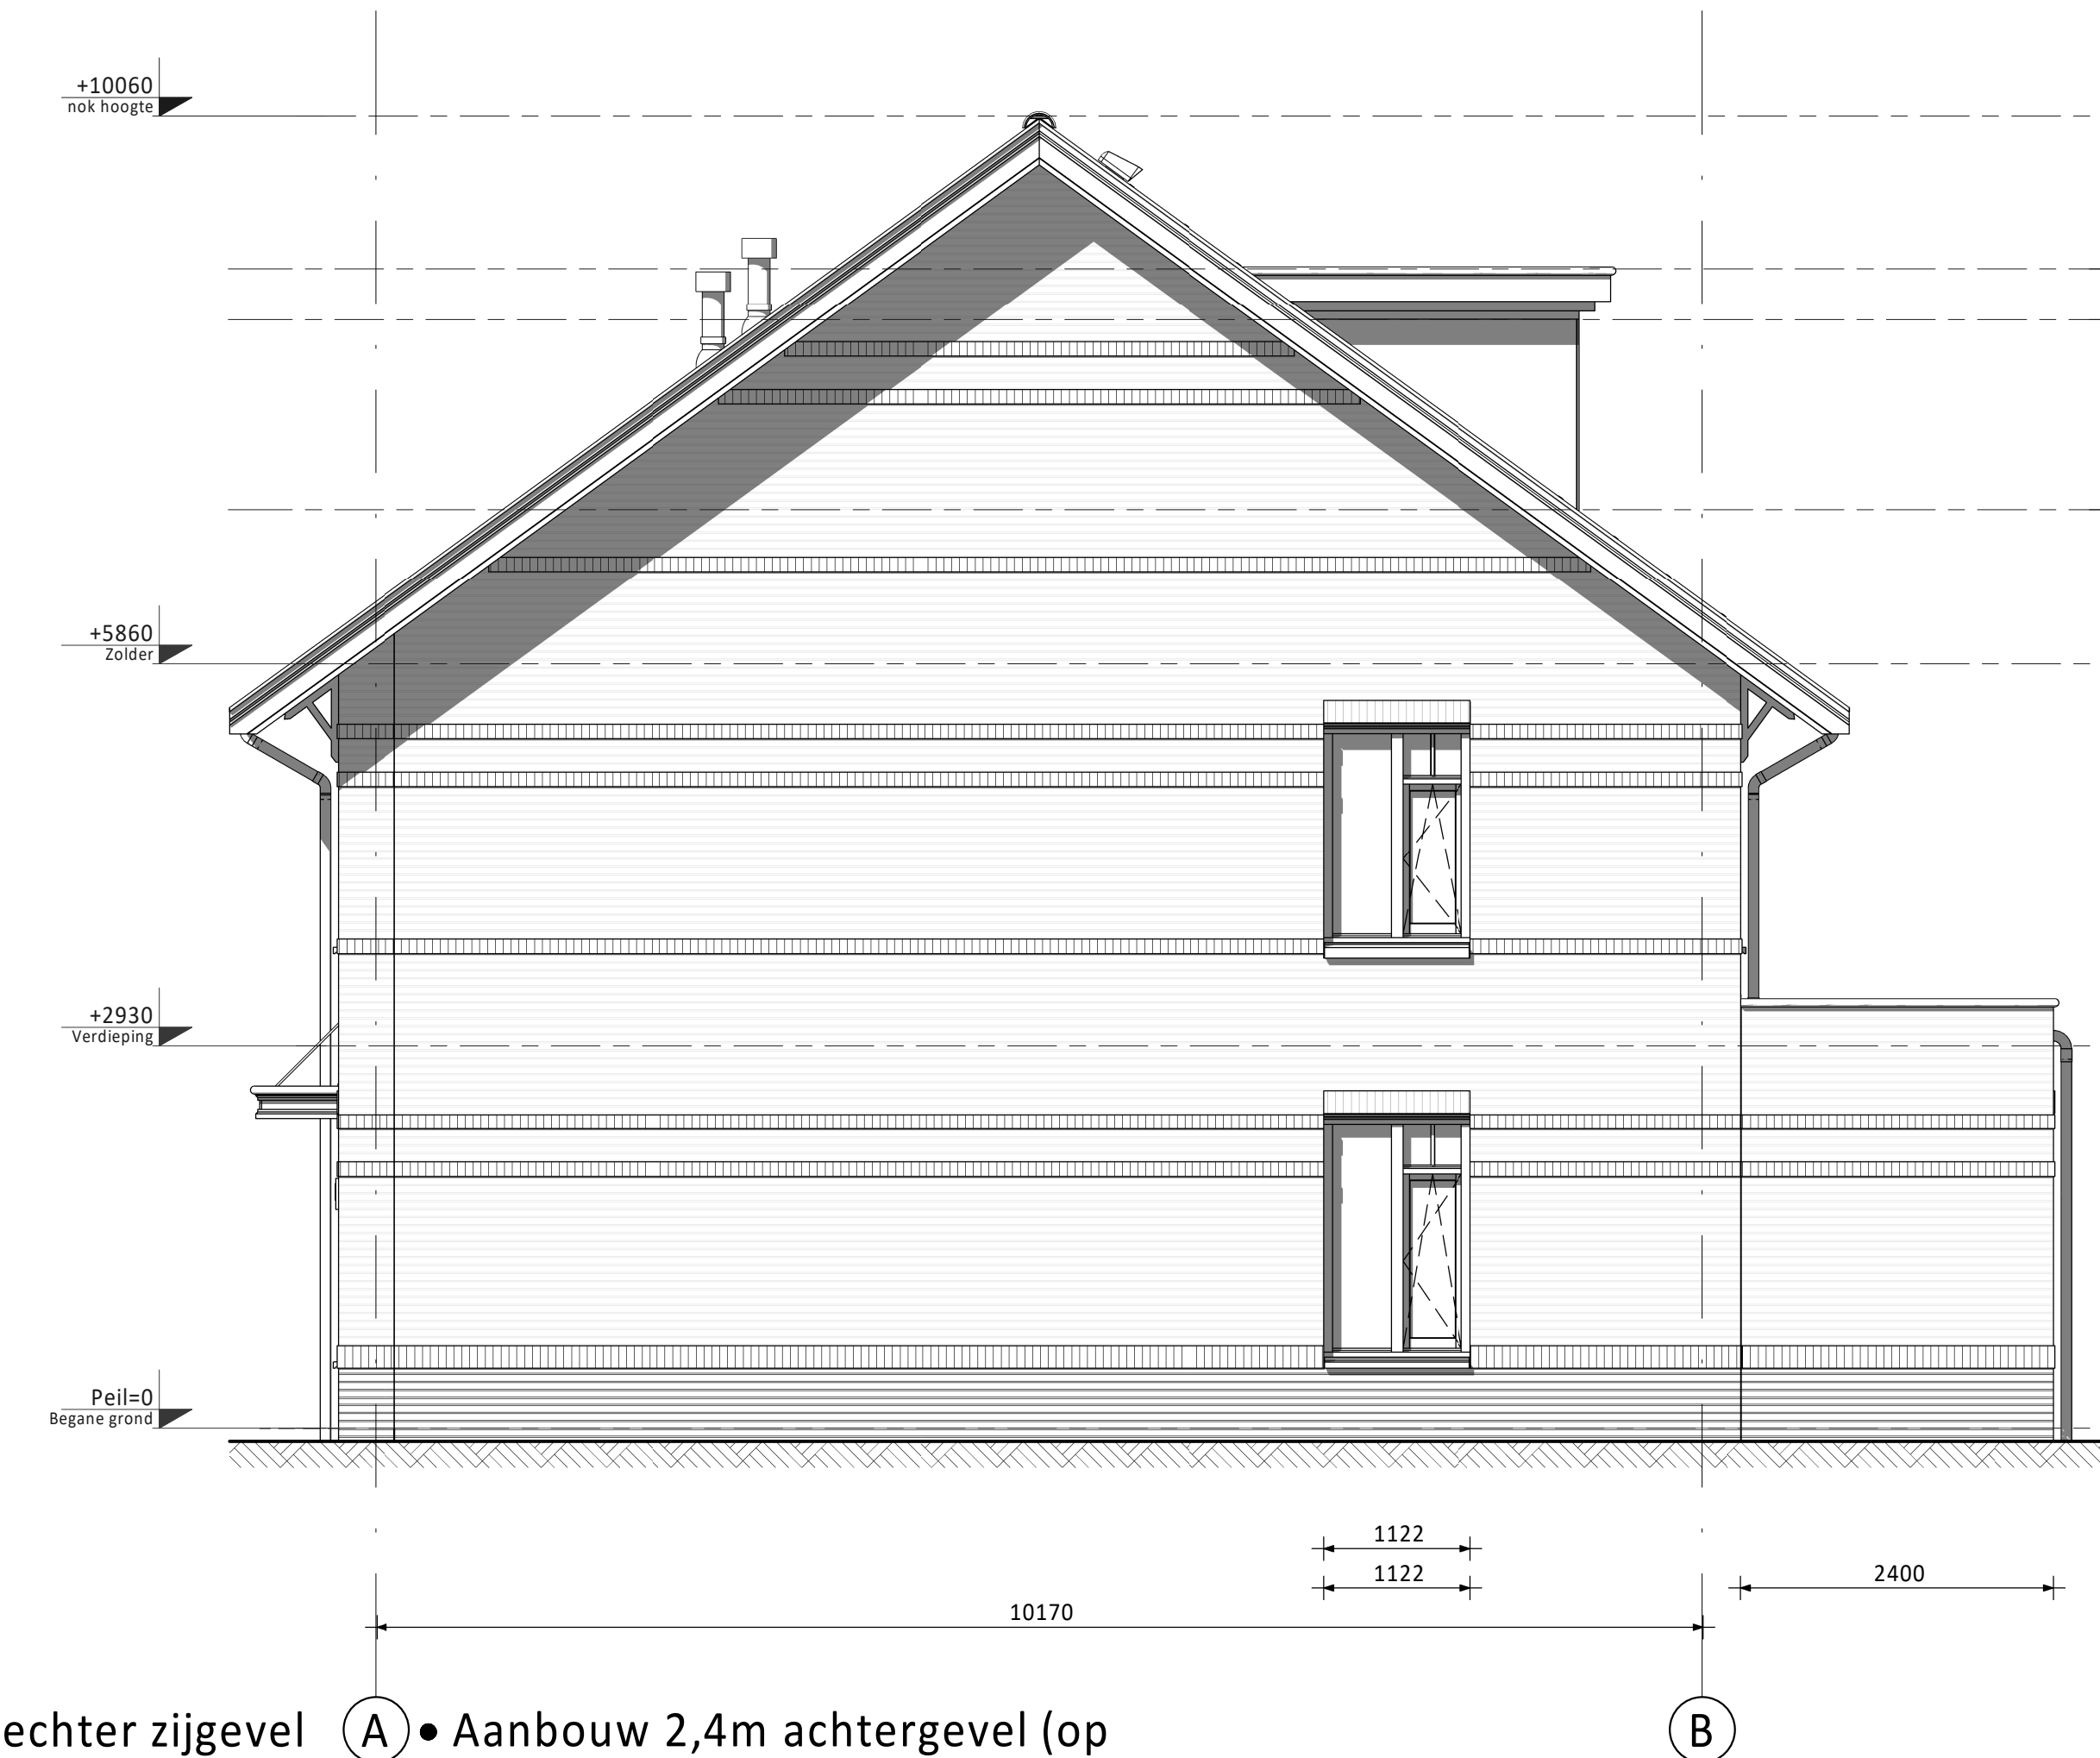 +10060
nok hoogte
+5860
Zolder
+2930
Verdieping
Peil=0
Begane grond
1122
1122
2400
10170
echter zijgevel A • Aanbouw 2,4m achtergevel (op B